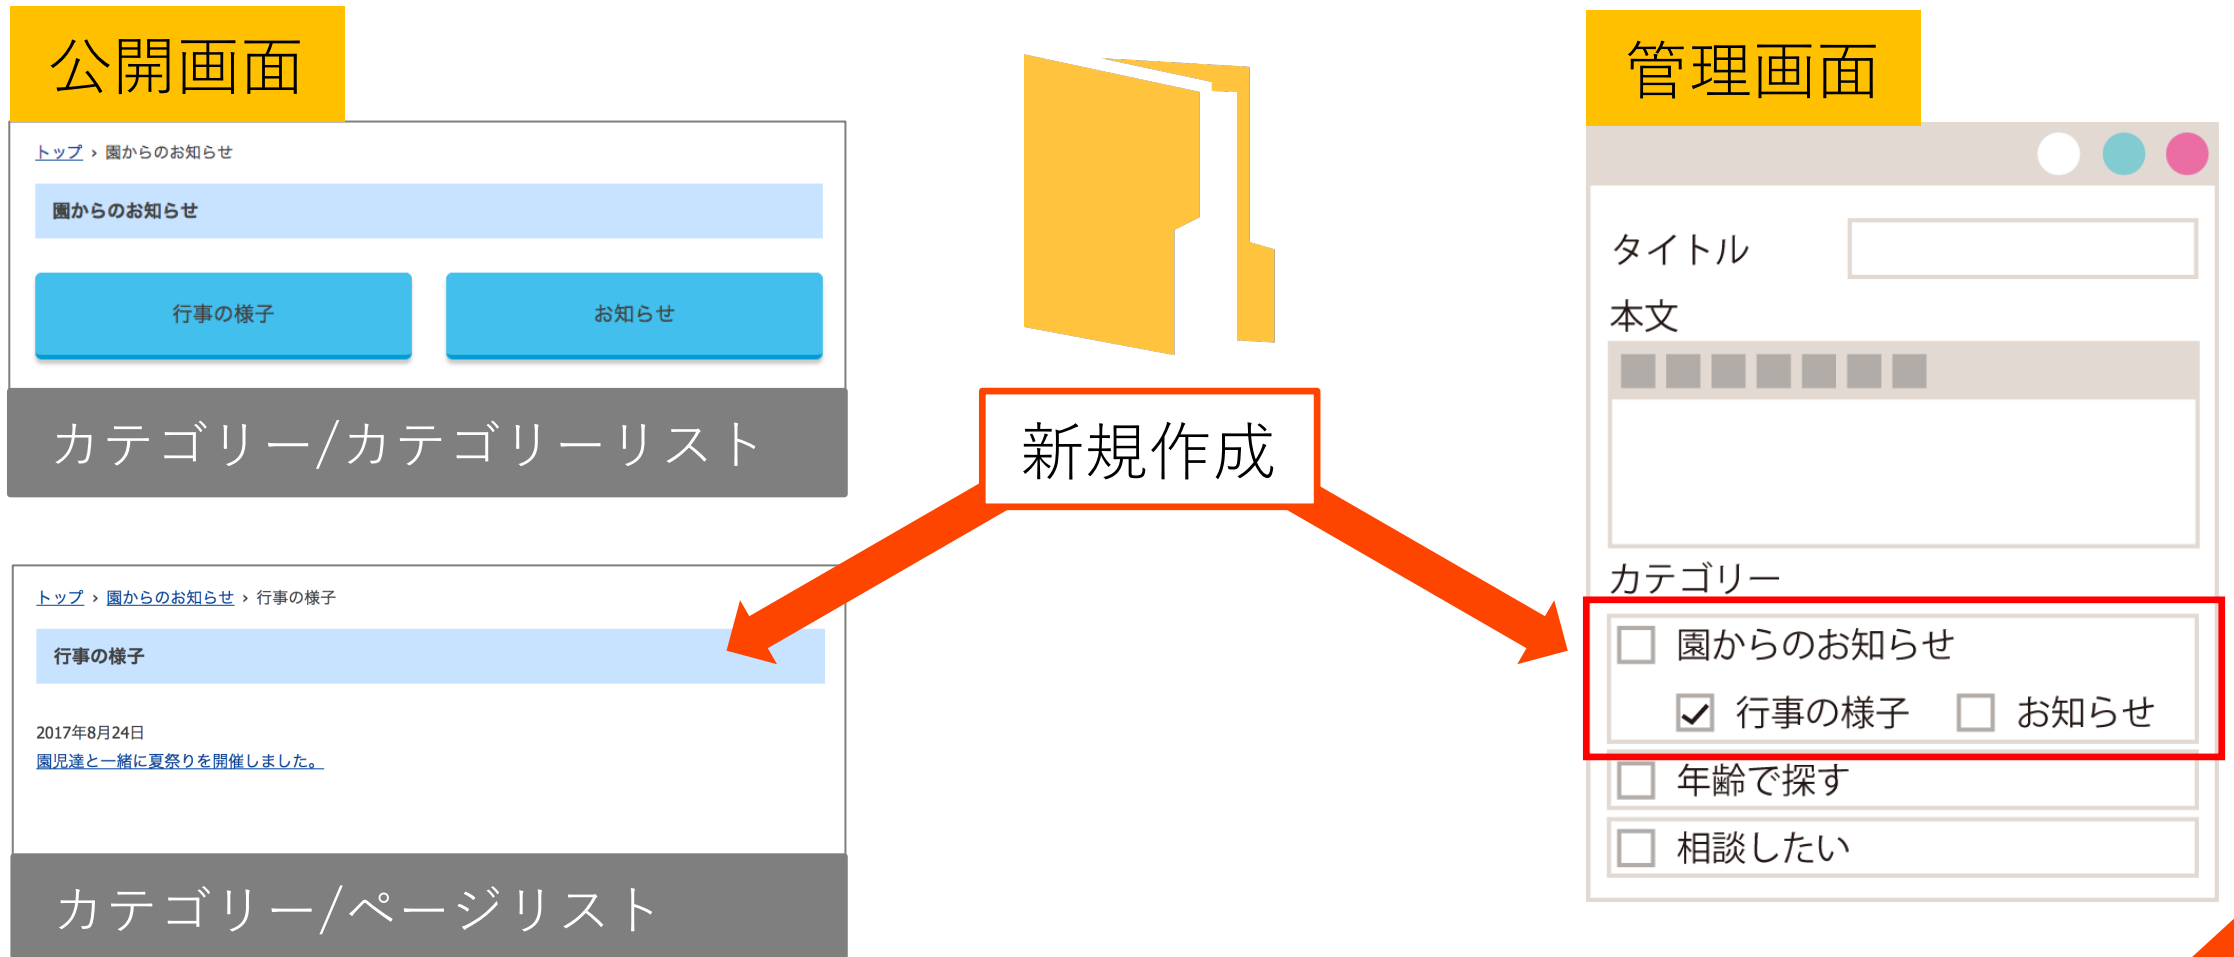 公開画面
トップ › 園からのお知らせ
園からのお知らせ
行事の様子
お知らせ
カテゴリー/カテゴリーリスト
トップ › 園からのお知らせ › 行事の様子
行事の様子
2017年8月24日
園児達と一緒に夏祭りを開催しました。
カテゴリー/ページリスト
新規作成
管理画面
タイトル
本文
カテゴリー
園からのお知らせ
行事の様子 お知らせ
年齢で探す
相談したい